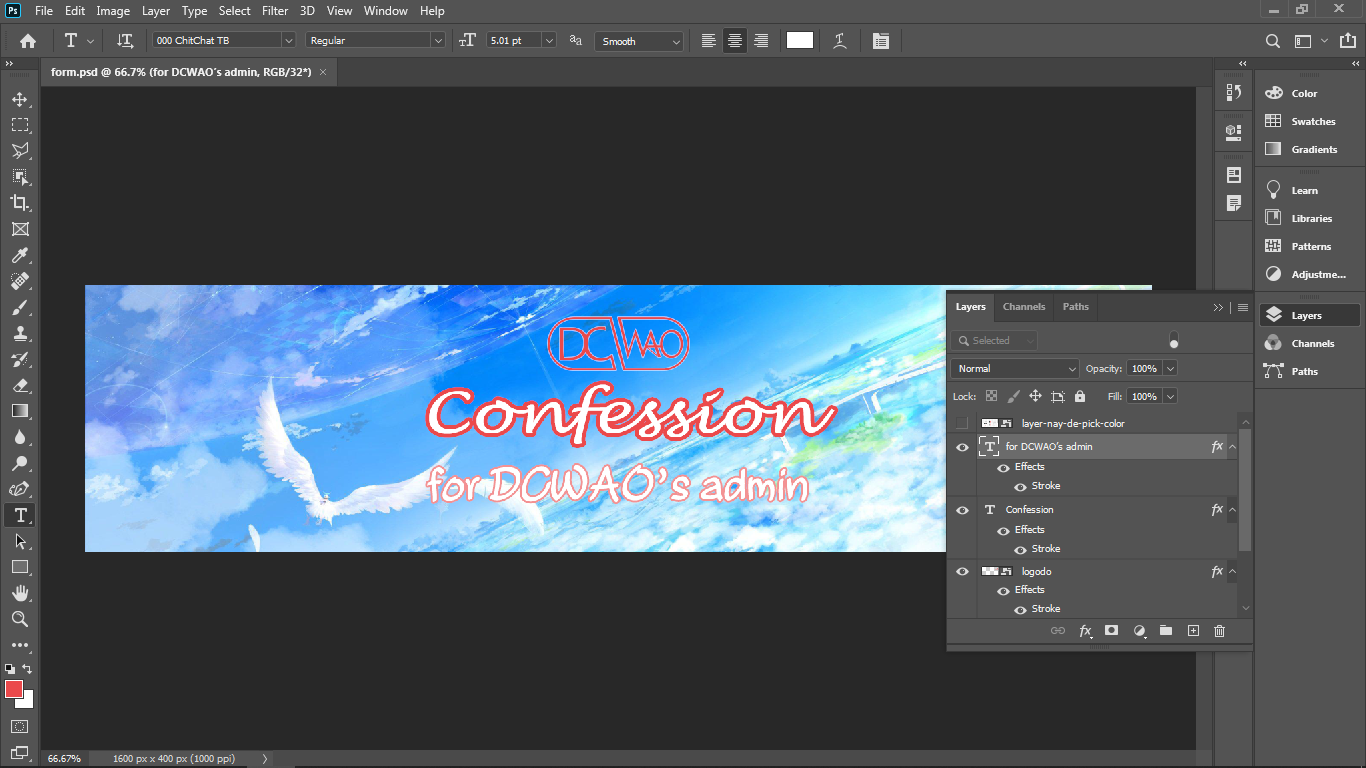 Ps File Edit Image Layer Type Select Filter 3D View Window Help
T 000 ChitChat TB Regular 5.01 pt aa Smooth
form.psd @ 66.7% (for DCWAO's admin, RGB/32*) ×
Color
Swatches
Gradients
Learn
Libraries
Patterns
Adjustme...
Layers
Channels
Paths
DCWAO
Confession
for DCWAO's admin
Layers Channels Paths
Selected
Normal Opacity: 100%
Lock: Fill: 100%
layer-nay-de-pick-color
for DCWAO's admin fx
Effects
Stroke
T Confession fx
Effects
Stroke
logodo fx
Effects
Stroke
fx
66.67% 1600 px x 400 px (1000 ppi)